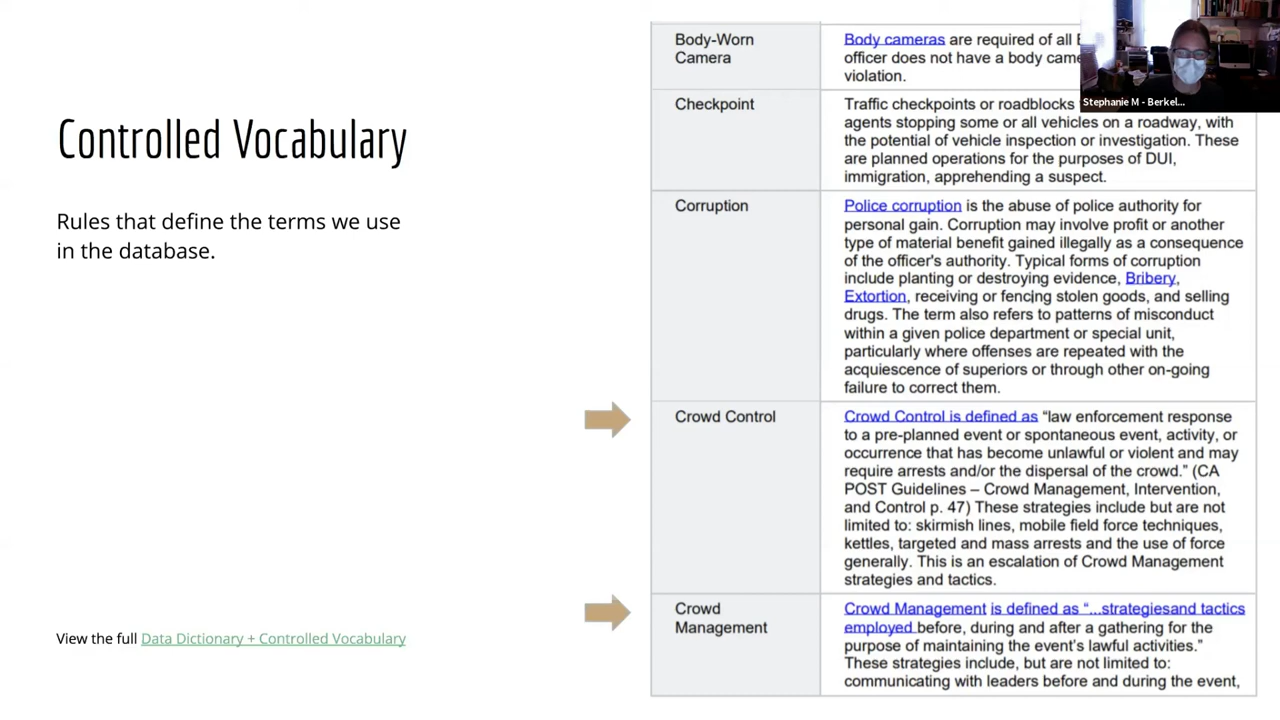 Controlled Vocabulary
Rules that define the terms we use
in the database.
View the full Data Dictionary + Controlled Vocabulary
Body-Worn
Camera
Body cameras are required of all
officer does not have a body
violation.
Checkpoint
Traffic checkpoints or roadblocks
agents stopping some or all vehicles on a roadway, with
the potential of vehicle inspection or investigation. These
are planned operations for the purposes of DUI,
immigration, apprehending a suspect.
Corruption
Police corruption is the abuse of police authority for
personal gain. Corruption may involve profit or another
type of material benefit gained illegally as a consequence
of the officer's authority. Typical forms of corruption
include planting or destroying evidence, Bribery,
Extortion, receiving or fencing stolen goods, and selling
drugs. The term also refers to patterns of misconduct
within a given police department or special unit,
particularly where offenses are repeated with the
acquiescence of superiors or through other on-going
failure to correct them.
Crowd Control
Crowd Control is defined as “law enforcement response
to a pre-planned event or spontaneous event, activity, or
occurrence that has become unlawful or violent and may
require arrests and/or the dispersal of the crowd.” (CA
POST Guidelines – Crowd Management, Intervention,
and Control p. 47) These strategies include but are not
limited to: skirmish lines, mobile field force techniques,
kettles, targeted and mass arrests and the use of force
generally. This is an escalation of Crowd Management
strategies and tactics.
Crowd
Management
Crowd Management is defined as “...strategiesand tactics
employed before, during and after a gathering for the
purpose of maintaining the event’s lawful activities.”
These strategies include, but are not limited to:
communicating with leaders before and during the event,
Stephanie M - Berkel...